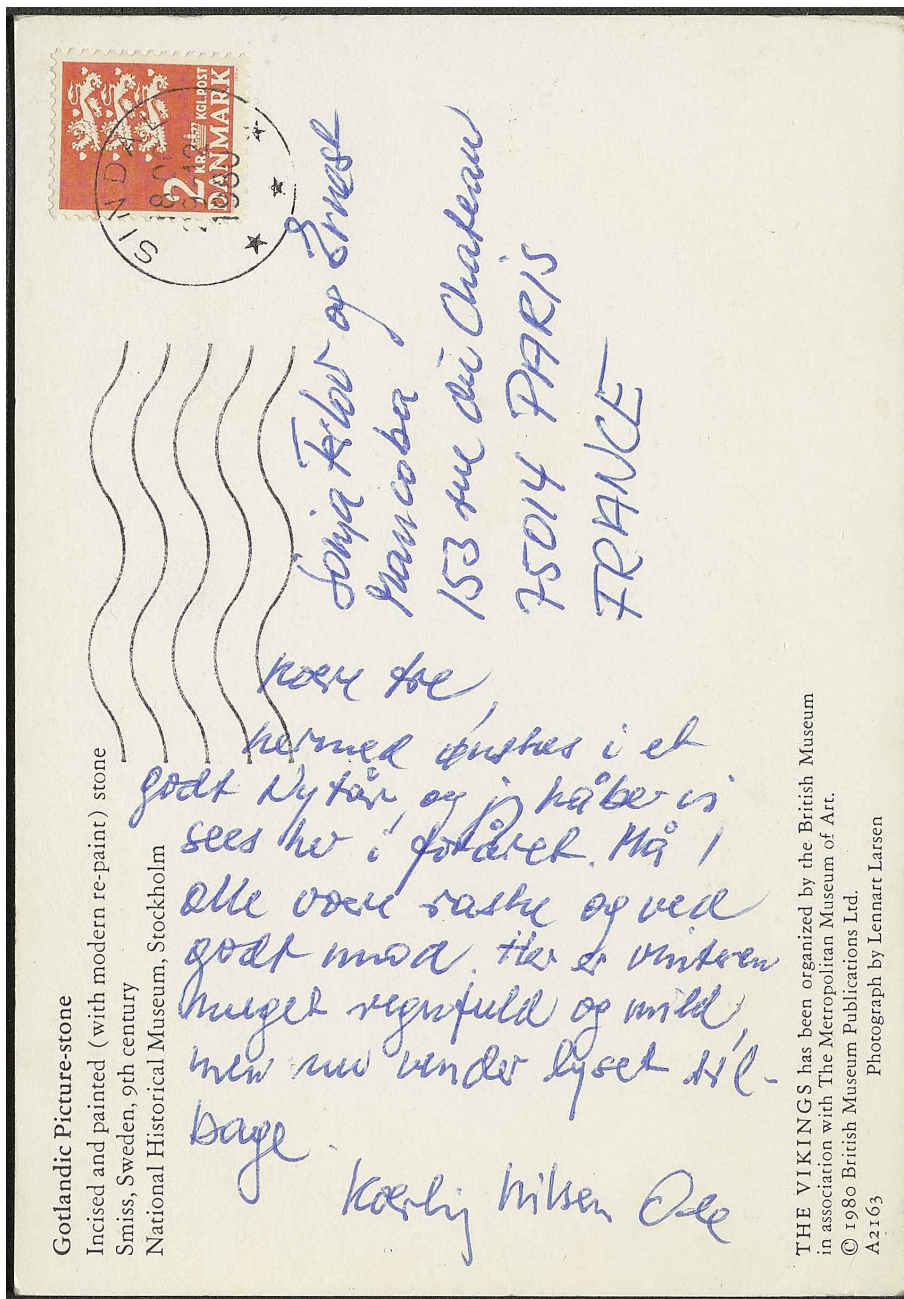 Gotlandic Picture-stone
Incised and painted (with modern re-paint) stone
Smiss, Sweden, 9th century
National Historical Museum, Stockholm
Kære tre,
hermed ønskes i et
godt Nytår, og jeg håber vi
sees her i foråret. Må I
alle være raske og ved
godt mod. Her er vinteren
meget regnfuld og mild,
men nu vender lyset til-
bage.
Kærlig Hilsen Ole
SINDAL
1980
2 KR. KGL.POST
DANMARK
Sonja Ferlov og Ernest
Mancoba
153 rue du Chateau
75014 PARIS
FRANCE
THE VIKINGS has been organized by the British Museum
in association with The Metropolitan Museum of Art.
© 1980 British Museum Publications Ltd.
A2163 Photograph by Lennart Larsen